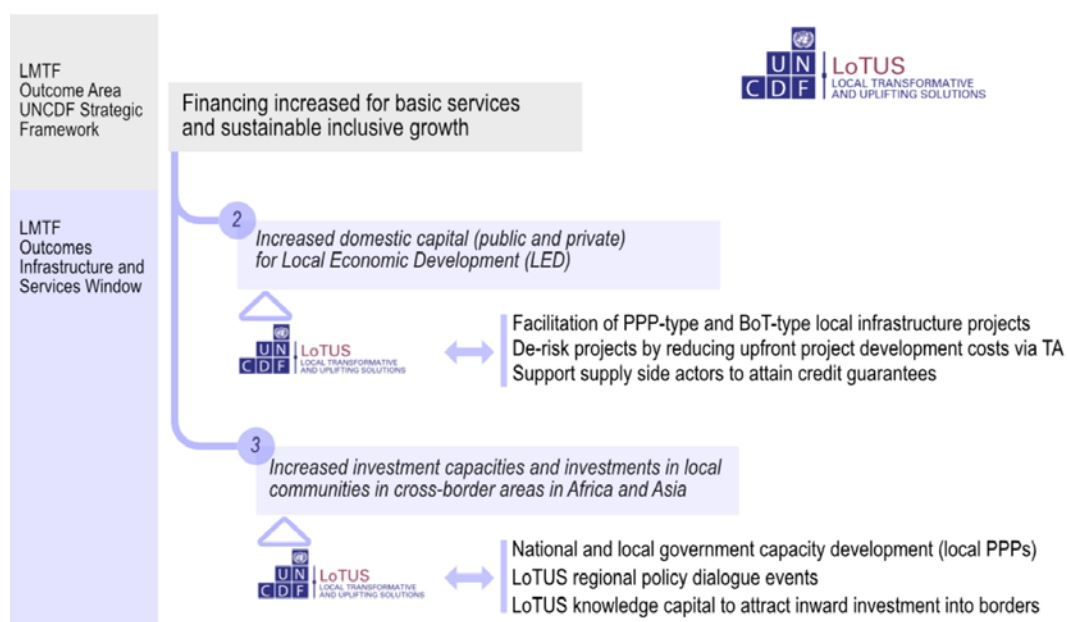 LMTF
Outcome Area
UNCDF Strategic
Framework
Financing increased for basic services
and sustainable inclusive growth
UN
CDF
LoTUS
LOCAL TRANSFORMATIVE
AND UPLIFTING SOLUTIONS
LMTF
Outcomes
Infrastructure and
Services Window
2
Increased domestic capital (public and private)
for Local Economic Development (LED)
UN
CDF
LoTUS
LOCAL TRANSFORMATIVE
AND UPLIFTING SOLUTIONS
Facilitation of PPP-type and BoT-type local infrastructure projects
De-risk projects by reducing upfront project development costs via TA
Support supply side actors to attain credit guarantees
3
Increased investment capacities and investments in local
communities in cross-border areas in Africa and Asia
UN
CDF
LoTUS
LOCAL TRANSFORMATIVE
AND UPLIFTING SOLUTIONS
National and local government capacity development (local PPPs)
LoTUS regional policy dialogue events
LoTUS knowledge capital to attract inward investment into borders